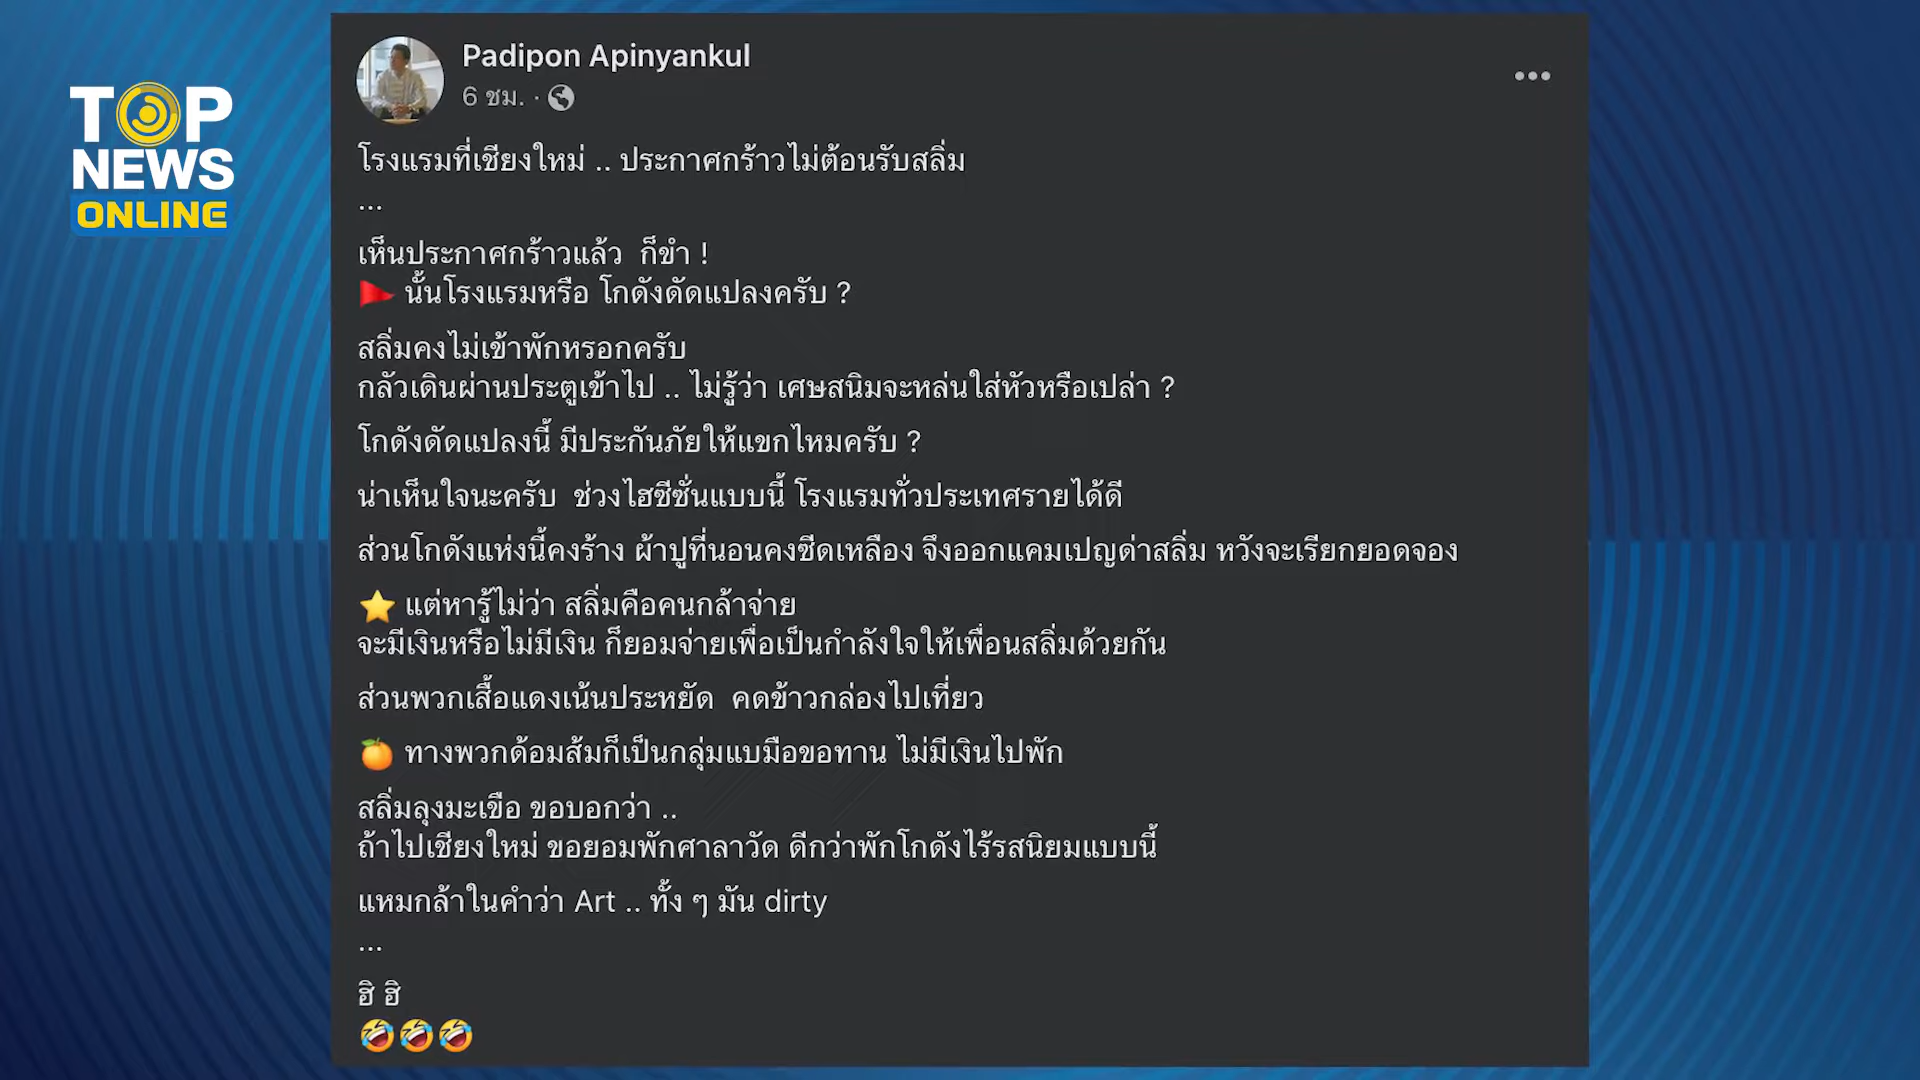 TOP
NEWS
ONLINE
Padipon Apinyankul
6 ชม. ·
โรงแรมที่เชียงใหม่ .. ประกาศกร้าวไม่ต้อนรับสลิ่ม
...
เห็นประกาศกร้าวแล้ว ก็ขำ !
🚩 นั้นโรงแรมหรือ โกดังดัดแปลงครับ ?
สลิ่มคงไม่เข้าพักหรอกครับ
กลัวเดินผ่านประตูเข้าไป .. ไม่รู้ว่า เศษสนิมจะหล่นใส่หัวหรือเปล่า ?
โกดังดัดแปลงนี้ มีประกันภัยให้แขกไหมครับ ?
น่าเห็นใจนะครับ ช่วงไฮซีซั่นแบบนี้ โรงแรมทั่วประเทศรายได้ดี
ส่วนโกดังแห่งนี้คงร้าง ผ้าปูที่นอนคงซีดเหลือง จึงออกแคมเปญด่าสลิ่ม หวังจะเรียกยอดจอง
⭐ แต่หารู้ไม่ว่า สลิ่มคือคนกล้าจ่าย
จะมีเงินหรือไม่มีเงิน ก็ยอมจ่ายเพื่อเป็นกำลังใจให้เพื่อนสลิ่มด้วยกัน
ส่วนพวกเสื้อแดงเน้นประหยัด คดข้าวกล่องไปเที่ยว
🍊 ทางพวกด้อมส้มก็เป็นกลุ่มแบมือขอทาน ไม่มีเงินไปพัก
สลิ่มลุงมะเขือ ขอบอกว่า ..
ถ้าไปเชียงใหม่ ขอยอมพักศาลาวัด ดีกว่าพักโกดังไร้รสนิยมแบบนี้
แหมกล้าในคำว่า Art .. ทั้ง ๆ มัน dirty
...
ฮิ ฮิ
🤣🤣🤣